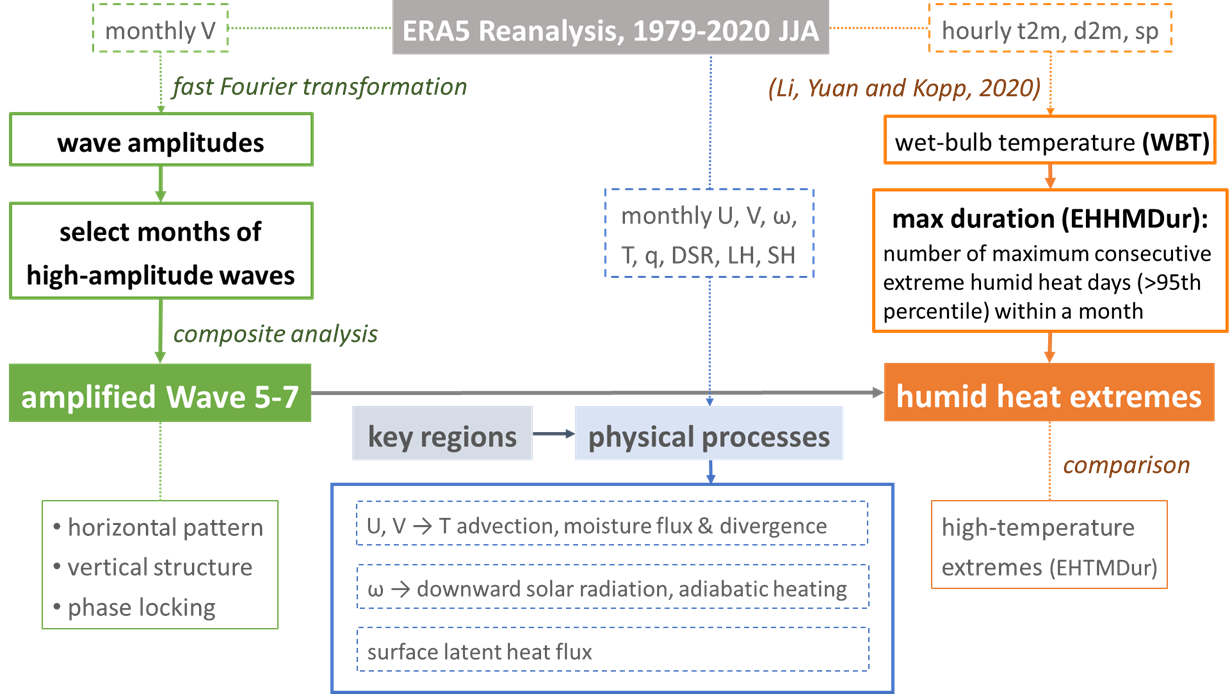 monthly V
ERA5 Reanalysis, 1979-2020 JJA
hourly t2m, d2m, sp
fast Fourier transformation
(Li, Yuan and Kopp, 2020)
wave amplitudes
wet-bulb temperature (WBT)
select months of
high-amplitude waves
monthly U, V, ω,
T, q, DSR, LH, SH
max duration (EHHMDur):
number of maximum consecutive
extreme humid heat days (>95th
percentile) within a month
composite analysis
amplified Wave 5-7
humid heat extremes
key regions
physical processes
comparison
• horizontal pattern
• vertical structure
• phase locking
U, V → T advection, moisture flux & divergence
ω → downward solar radiation, adiabatic heating
surface latent heat flux
high-temperature
extremes (EHTMDur)